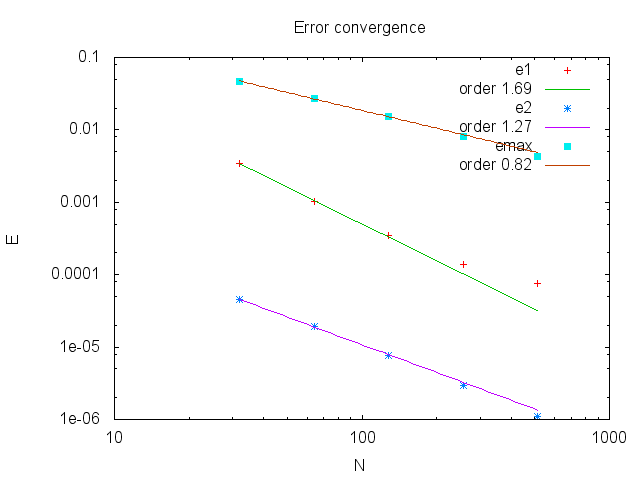 Error convergence
0.1
0.01
0.001
0.0001
1e-05
1e-06
E
e1
order 1.69
e2
order 1.27
emax
order 0.82
10
100
1000
N